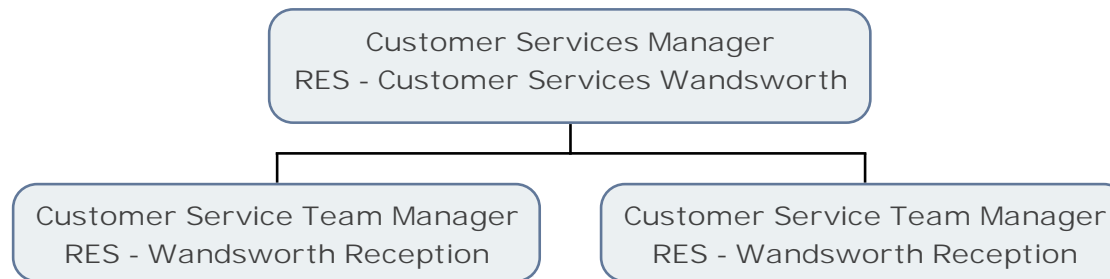 Customer Services Manager
RES - Customer Services Wandsworth
Customer Service Team Manager
RES - Wandsworth Reception
Customer Service Team Manager
RES - Wandsworth Reception